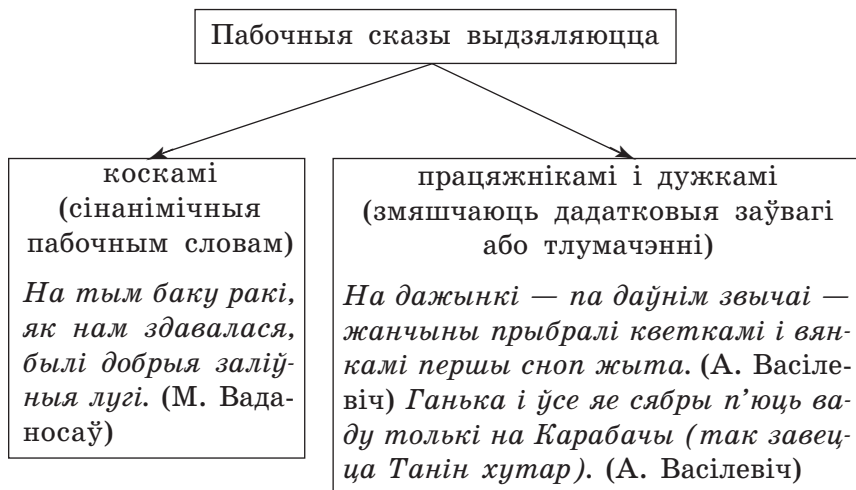 Пабочныя сказы выдзяляюцца
коскамі
(сінанімічныя
пабочным словам)
На тым баку ракі,
як нам здавалася,
былі добрыя заліў-
ныя лугі. (М. Вада-
носаў)
працяжнікамі і дужкамі
(змяшчаюць дадатковыя заўвагі
або тлумачэнні)
На дажынкі — па даўнім звычаі —
жанчыны прыбралі кветкамі і вян-
камі першы сноп жыта. (А. Васіле-
віч) Ганька і ўсе яе сябры п’юць ва-
ду толькі на Карабачы (так завец-
ца Танін хутар). (А. Васілевіч)